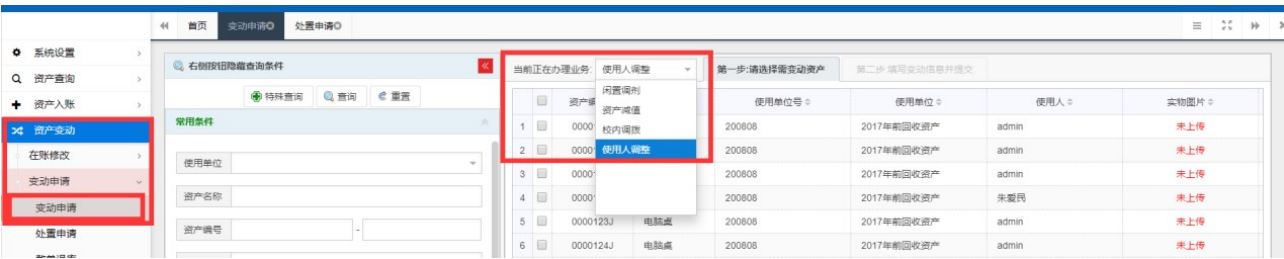 首页 变动申请 处置申请
系统设置
资产查询
资产入账
资产变动
在账修改
变动申请
变动申请
处置申请
右侧按钮隐藏查询条件
特殊查询 查询 重置
常用条件
使用单位
资产名称
资产编号 -
当前正在办理业务: 使用人调整 第一步:请选择需变动资产 第二步:填写变动信息并提交
闲置调剂
资产减值
校内调拨
使用人调整
资产编 使用单位号 使用单位 使用人 实物图片
1 0000 200808 2017年前回收资产 admin 未上传
2 0000 200808 2017年前回收资产 admin 未上传
3 0000 200808 2017年前回收资产 admin 未上传
4 0000 200808 2017年前回收资产 朱爱民 未上传
5 0000123J 电脑桌 200808 2017年前回收资产 admin 未上传
6 0000124J 电脑桌 200808 2017年前回收资产 admin 未上传